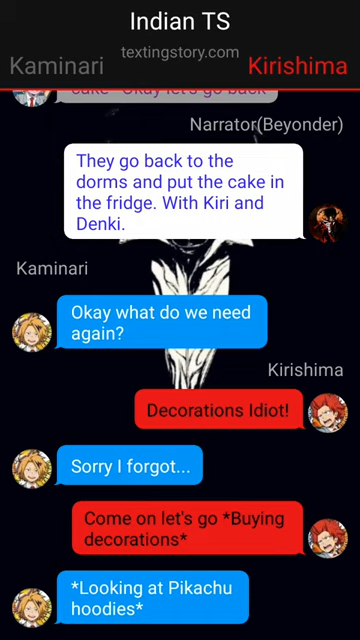 Indian TS
textingstory.com
Kaminari
Kirishima
cake* Okay let's go back
Narrator(Beyonder)
They go back to the
dorms and put the cake in
the fridge. With Kiri and
Denki.
Kaminari
Okay what do we need
again?
Kirishima
Decorations Idiot!
Sorry I forgot...
Come on let's go *Buying
decorations*
*Looking at Pikachu
hoodies*